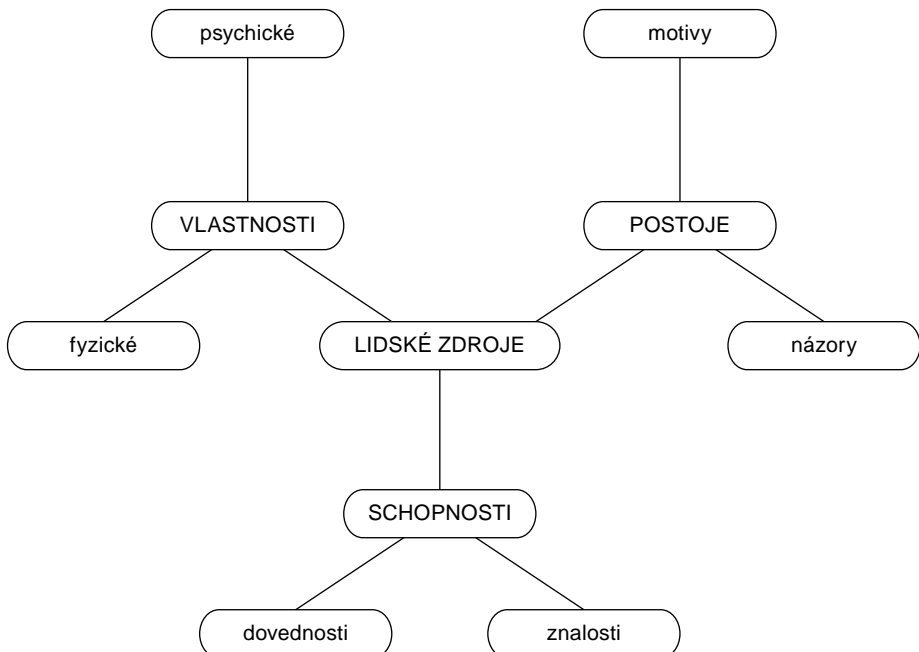 psychické
motivy
VLASTNOSTI
POSTOJE
fyzické
LIDSKÉ ZDROJE
názory
SCHOPNOSTI
dovednosti
znalosti